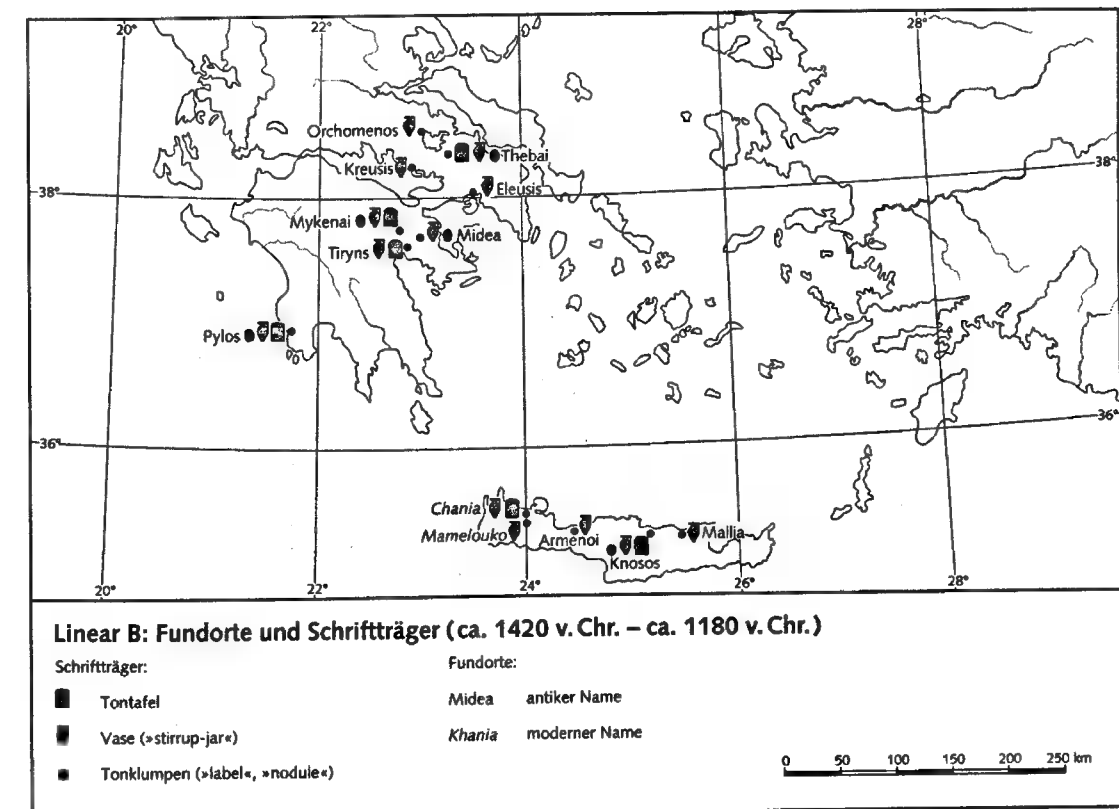 20° 22° 24 28°
Orchomenos
Thebai
Kreusis
38° 38°
Eleusis
Mykenai
Midea
Tiryns
Pylos
36° 36°
Chania
Mamelouko
Armenoi
Mallia
Knosos
20° 22° 24° 26° 28°
Linear B: Fundorte und Schriftträger (ca. 1420 v. Chr. – ca. 1180 v. Chr.)
Schriftträger:
Tontafel
Vase (»stirrup-jar«)
Tonklumpen (»label«, »nodule«)
Fundorte:
Midea antiker Name
Khania moderner Name
0 50 100 150 200 250 km